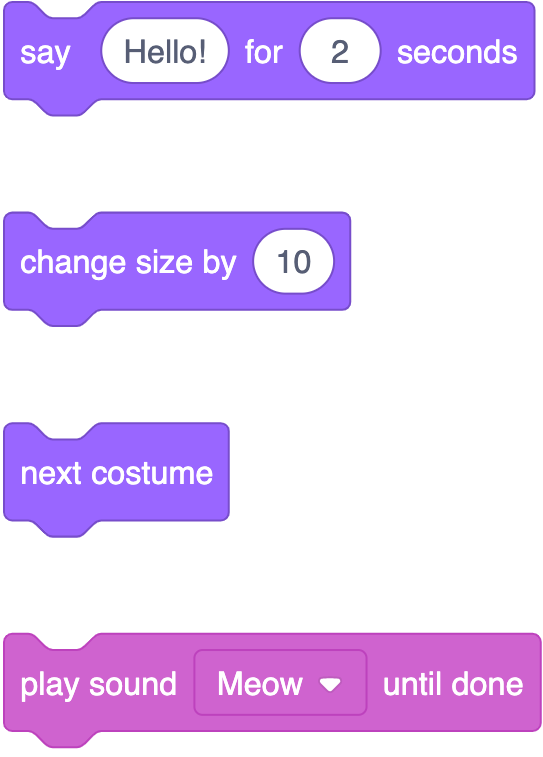 say Hello! for 2 seconds
change size by 10
next costume
play sound Meow until done